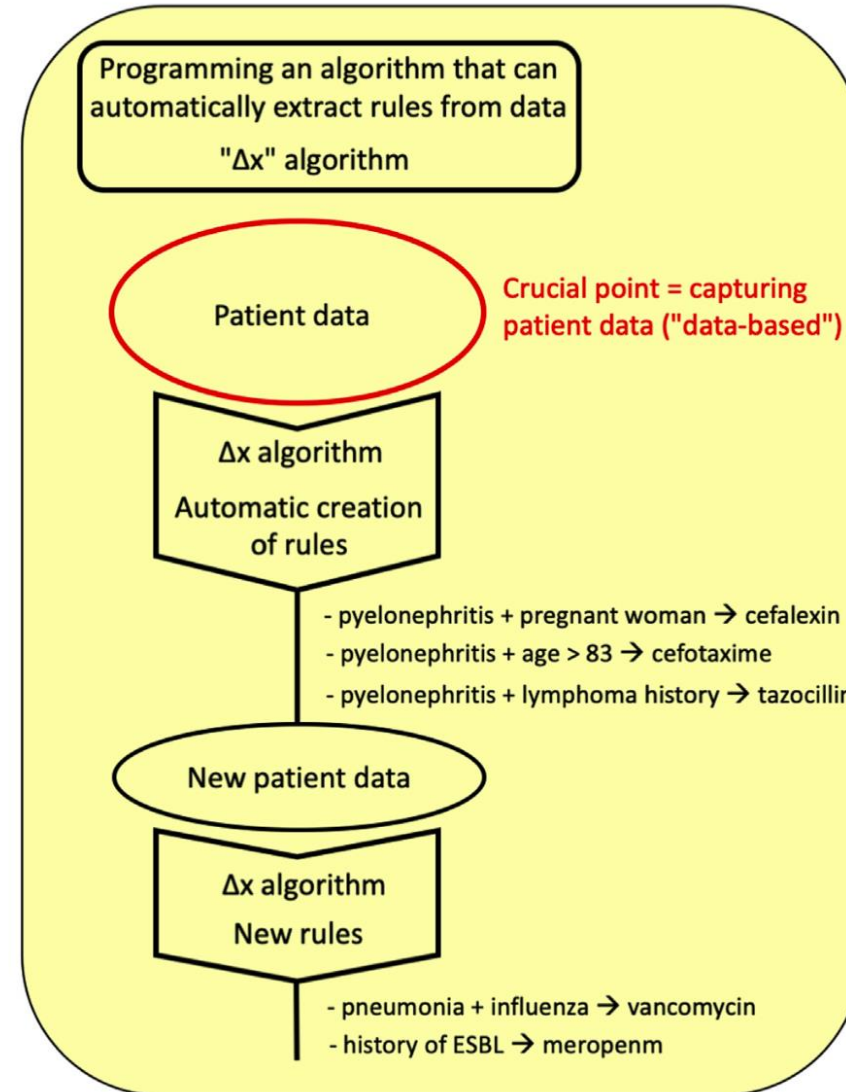 Programming an algorithm that can
automatically extract rules from data
"Δx" algorithm
Patient data
Crucial point = capturing
patient data ("data-based")
Δx algorithm
Automatic creation
of rules
- pyelonephritis + pregnant woman → cefalexin
- pyelonephritis + age > 83 → cefotaxime
- pyelonephritis + lymphoma history → tazocillin
New patient data
Δx algorithm
New rules
- pneumonia + influenza → vancomycin
- history of ESBL → meropenm